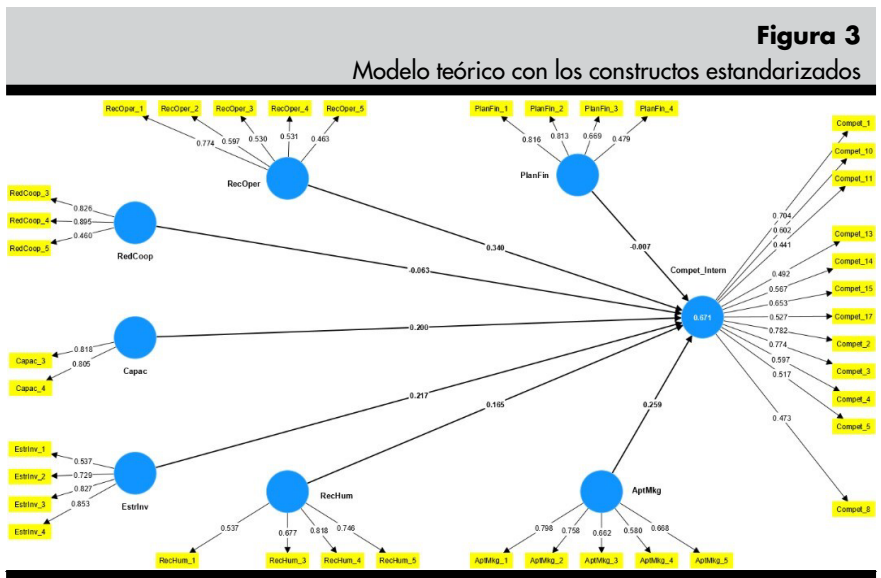 Figura 3
Modelo teórico con los constructos estandarizados
RecOper_1 RecOper_2 RecOper_3 RecOper_4 RecOper_5
0.774 0.597 0.530 0.531 0.463
RecOper
PlanFin_1 PlanFin_2 PlanFin_3 PlanFin_4
0.816 0.813 0.669 0.479
PlanFin
RedCoop_3
RedCoop_4
RedCoop_5
0.826
0.895
0.460
RedCoop
Capac_3
Capac_4
0.818
0.805
Capac
EstrInv_1
EstrInv_2
EstrInv_3
EstrInv_4
0.537
0.729
0.827
0.853
EstrInv
0.340
-0.007
-0.063
0.200
0.217
0.165
0.259
Compet_Intern
0.671
0.704
0.602
0.441
0.492
0.567
0.653
0.527
0.782
0.774
0.597
0.517
0.473
Compet_1
Compet_10
Compet_11
Compet_13
Compet_14
Compet_15
Compet_17
Compet_2
Compet_3
Compet_4
Compet_5
Compet_8
RecHum
0.537 0.677 0.818 0.746
RecHum_1 RecHum_3 RecHum_4 RecHum_5
AptMkg
0.798 0.758 0.662 0.580 0.668
AptMkg_1 AptMkg_2 AptMkg_3 AptMkg_4 AptMkg_5